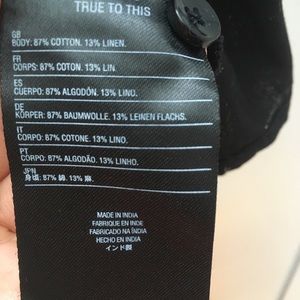 TRUE TO THIS
GB
BODY: 87% COTTON. 13% LINEN.
FR
CORPS: 87% COTON. 13% LIN
ES
CUERPO: 87% ALGODÓN. 13% LINO.
DE
KÖRPER: 87% BAUMWOLLE. 13% LEINEN FLACHS.
IT
CORPO: 87% COTONE. 13% LINO.
PT
CORPO: 87% ALGODÃO. 13% LINHO.
JPN
身頃: 87% 綿. 13% 麻.
MADE IN INDIA
FABRIQUE EN INDE
FABRICADO NA ÍNDIA
HECHO EN INDIA
インド製